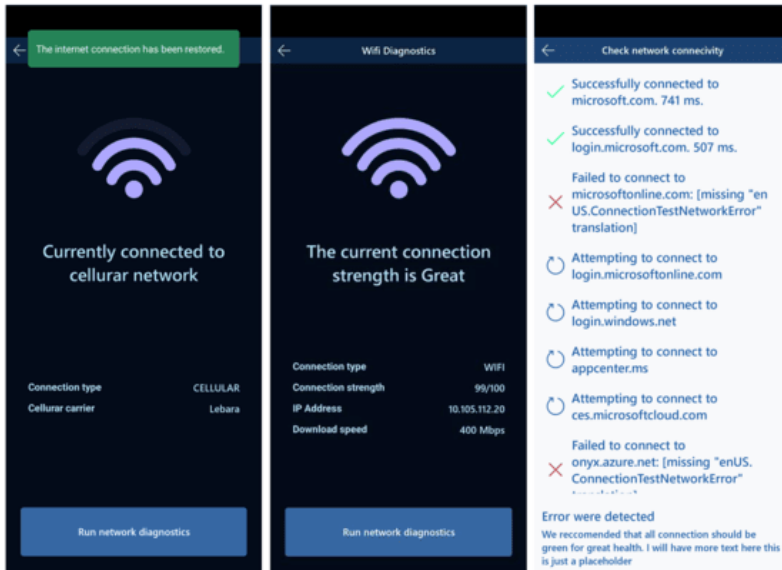 The internet connection has been restored.
Currently connected to
cellurar network
Connection type CELLULAR
Cellurar carrier Lebara
Run network diagnostics
Wifi Diagnostics
The current connection
strength is Great
Connection type WIFI
Connection strength 99/100
IP Address 10.105.112.20
Download speed 400 Mbps
Run network diagnostics
Check network connecivity
Successfully connected to
microsoft.com. 741 ms.
Successfully connected to
login.microsoft.com. 507 ms.
Failed to connect to
microsoftonline.com: [missing "en
US.ConnectionTestNetworkError"
translation]
Attempting to connect to
login.microsoftonline.com
Attempting to connect to
login.windows.net
Attempting to connect to
appcenter.ms
Attempting to connect to
ces.microsoftcloud.com
Failed to connect to
onyx.azure.net: [missing "enUS.
ConnectionTestNetworkError"
Error were detected
We reccomended that all connection should be
green for great health. I will have more text here this
is just a placeholder